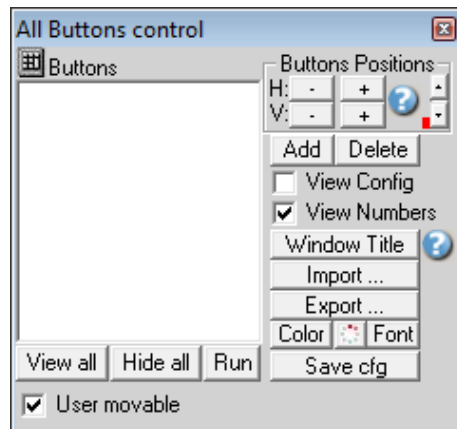 All Buttons control
Buttons
Buttons Positions
H: - +
V: - +
Add Delete
View Config
View Numbers
Window Title
Import ...
Export ...
Color Font
View all Hide all Run
Save cfg
User movable